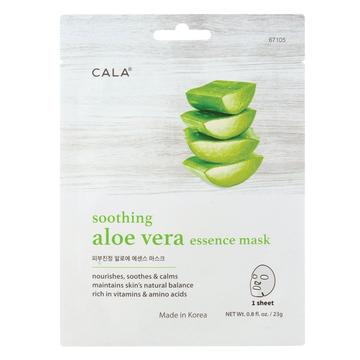 67105
CALA®
soothing
aloe vera essence mask
피부진정 알로에 에센스 마스크
nourishes, soothes & calms
maintains skin's natural balance
rich in vitamins & amino acids
1 sheet
Made in Korea
NET Wt. 0.8 fl. oz. / 23g